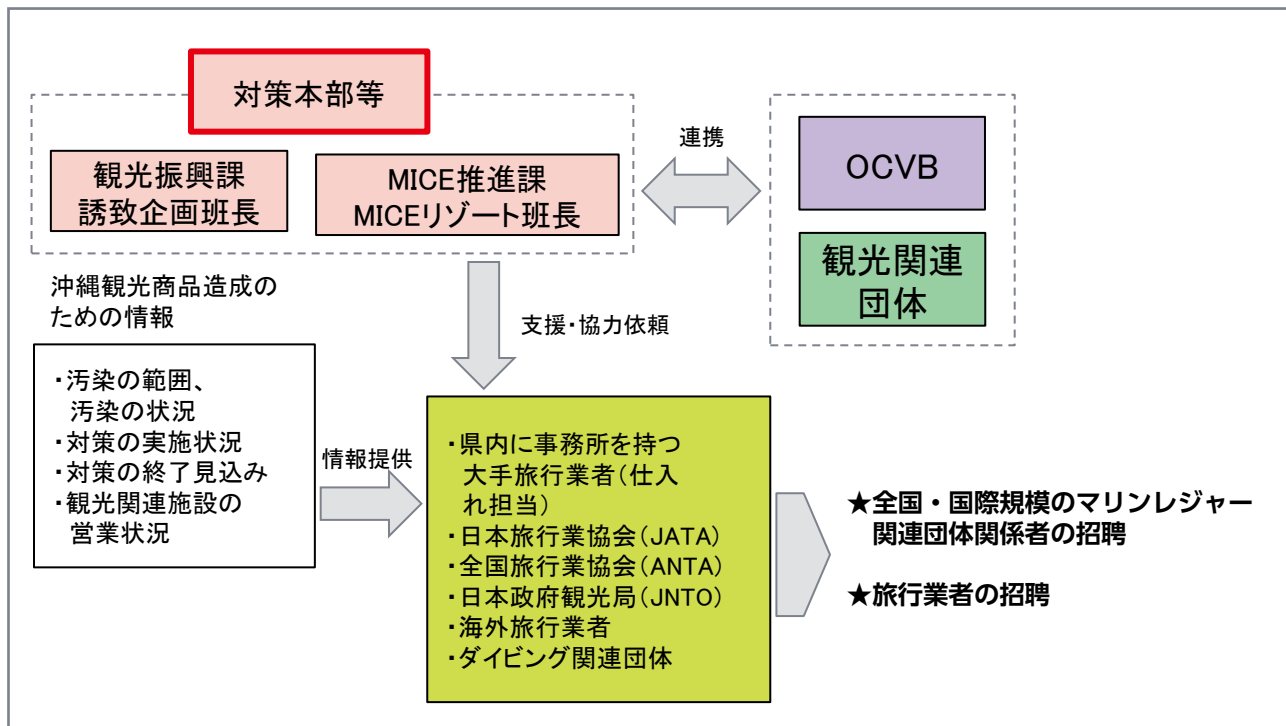 対策本部等
観光振興課
誘致企画班長
MICE推進課
MICEリゾート班長
連携
OCVB
観光関連
団体
沖縄観光商品造成の
ための情報
支援・協力依頼
・汚染の範囲、
汚染の状況
・対策の実施状況
・対策の終了見込み
・観光関連施設の
営業状況
情報提供
・県内に事務所を持つ
大手旅行業者(仕入
れ担当)
・日本旅行業協会(JATA)
・全国旅行業協会(ANTA)
・日本政府観光局(JNTO)
・海外旅行業者
・ダイビング関連団体
★全国・国際規模のマリンレジャー
関連団体関係者の招聘
★旅行業者の招聘